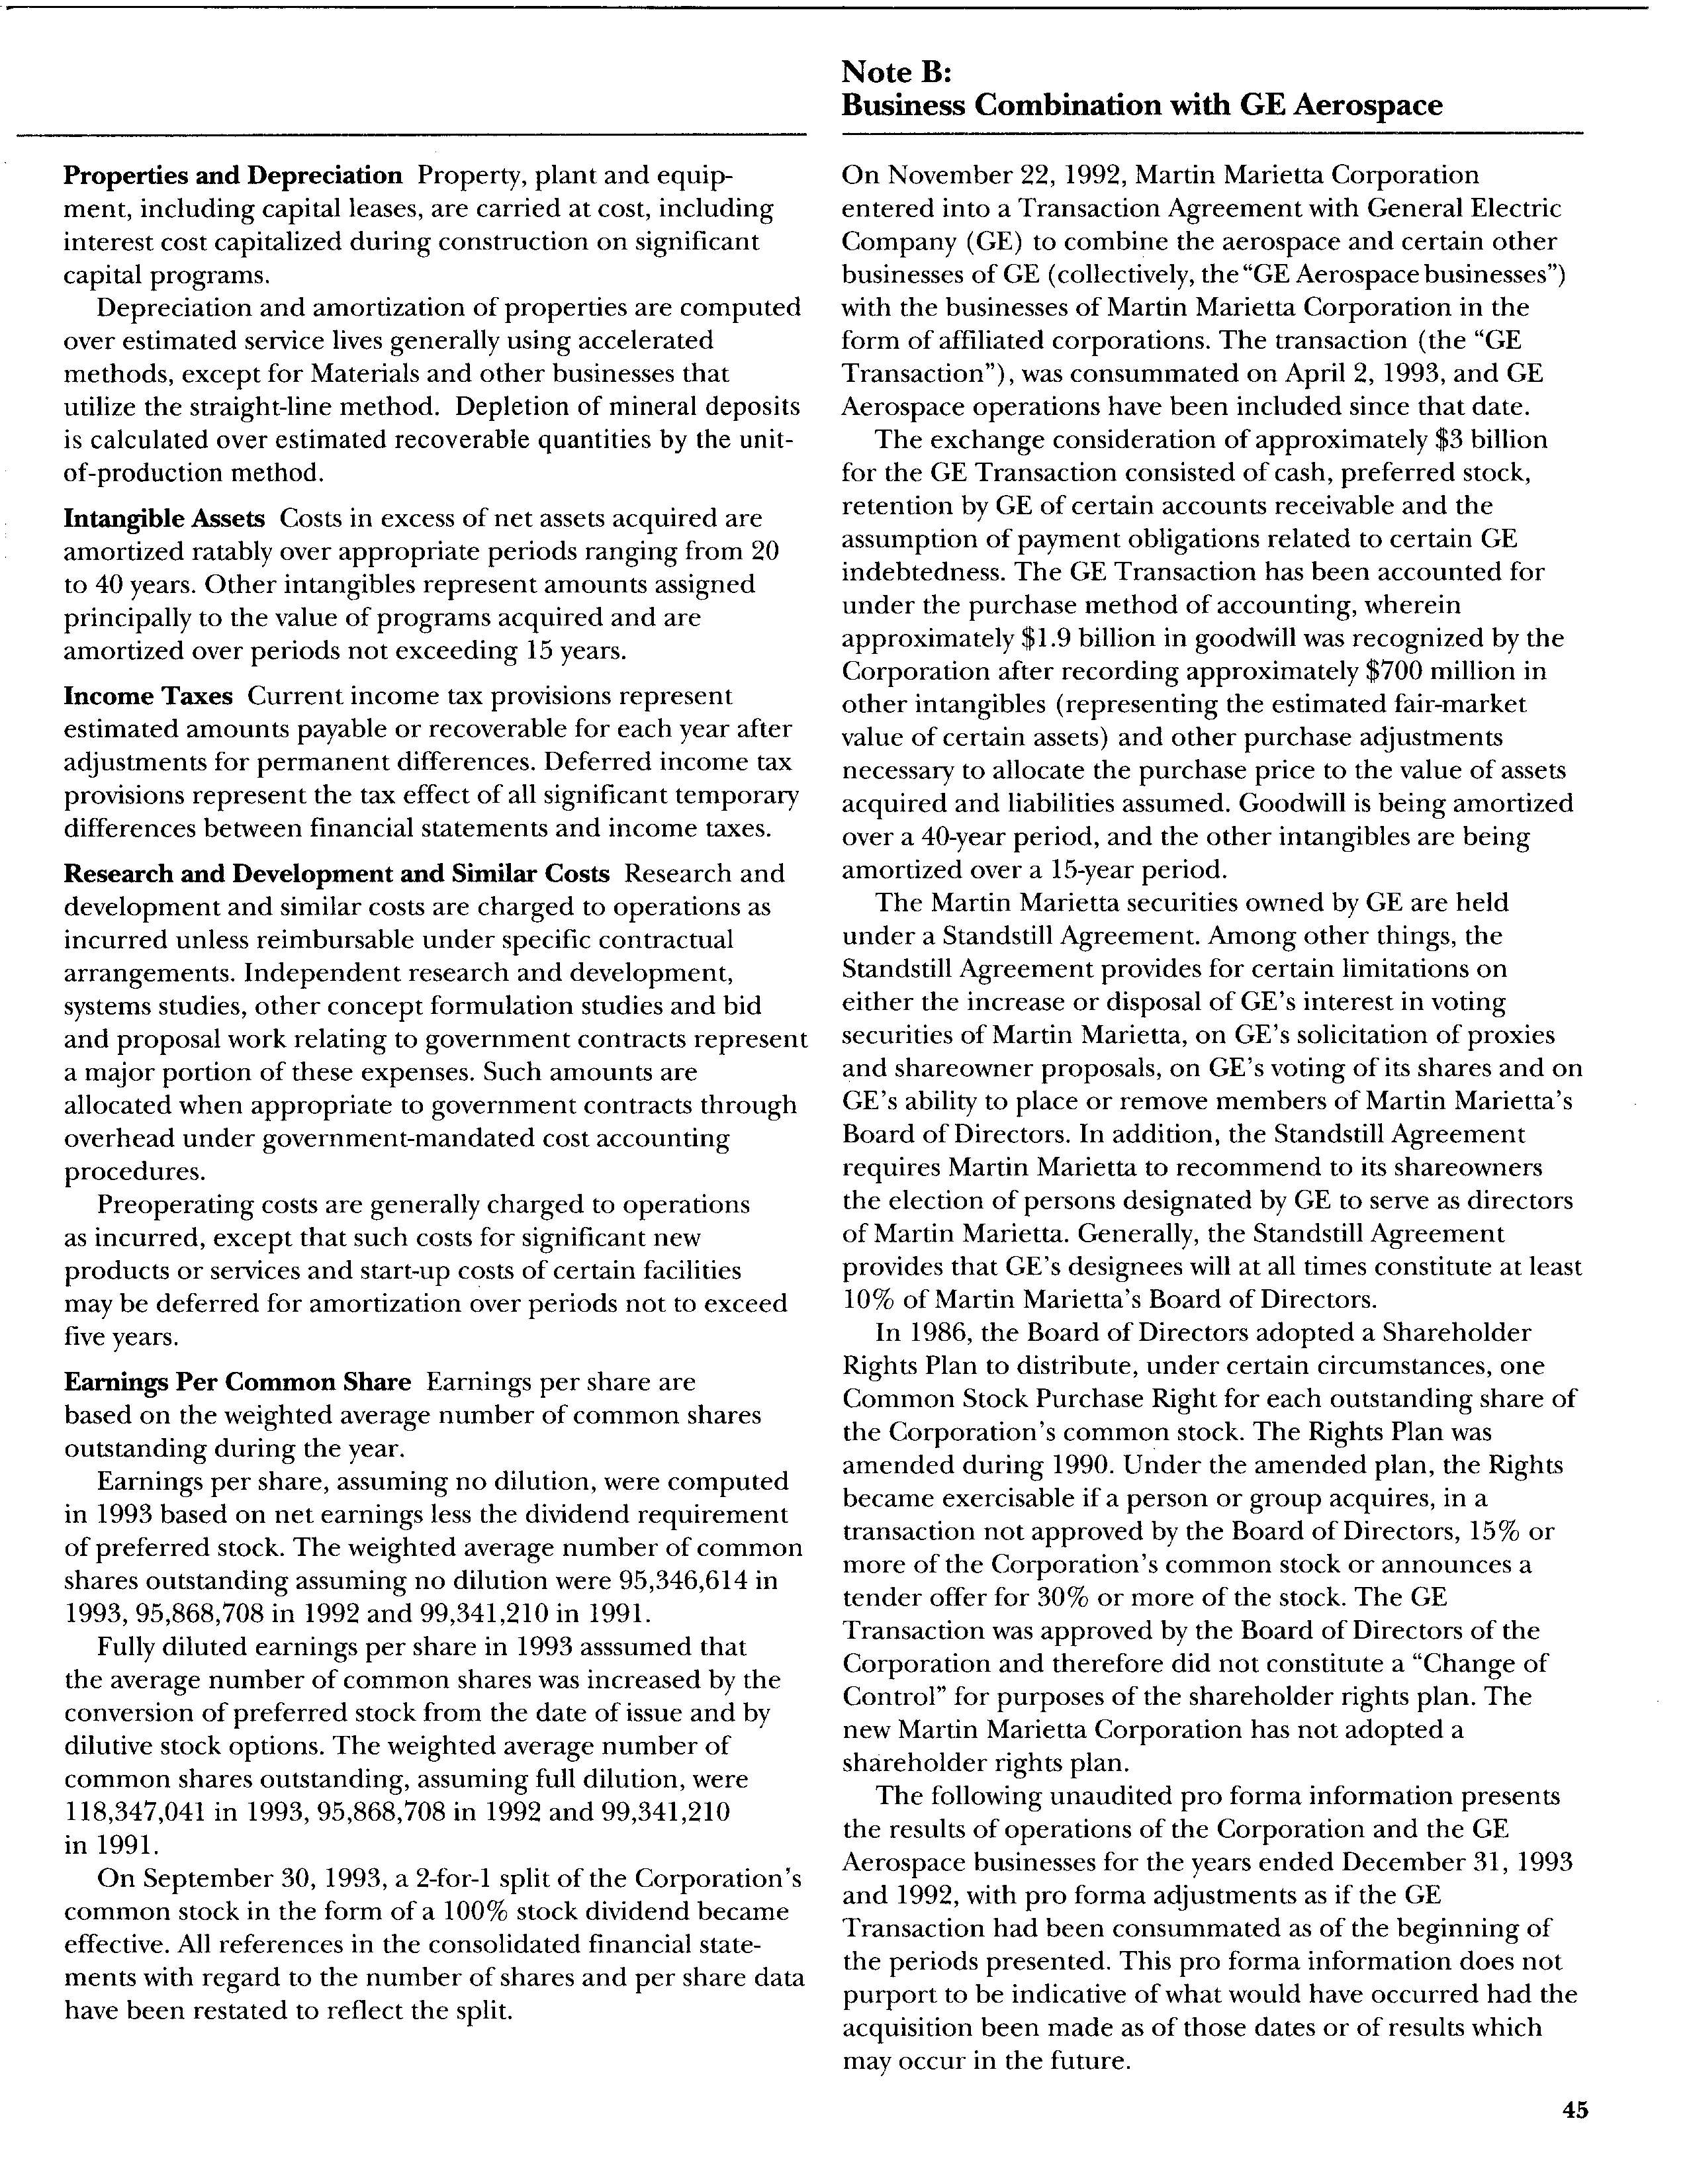 Properties and Depreciation Property, plant and equip-
ment, including capital leases, are carried at cost, including
interest cost capitalized during construction on significant
capital programs.
Depreciation and amortization of properties are computed
over estimated service lives generally using accelerated
methods, except for Materials and other businesses that
utilize the straight-line method. Depletion of mineral deposits
is calculated over estimated recoverable quantities by the unit-
of-production method.
Intangible Assets Costs in excess of net assets acquired are
amortized ratably over appropriate periods ranging from 20
to 40 years. Other intangibles represent amounts assigned
principally to the value of programs acquired and are
amortized over periods not exceeding 15 years.
Income Taxes Current income tax provisions represent
estimated amounts payable or recoverable for each year after
adjustments for permanent differences. Deferred income tax
provisions represent the tax effect of all significant temporary
differences between financial statements and income taxes.
Research and Development and Similar Costs Research and
development and similar costs are charged to operations as
incurred unless reimbursable under specific contractual
arrangements. Independent research and development,
systems studies, other concept formulation studies and bid
and proposal work relating to government contracts represent
a major portion of these expenses. Such amounts are
allocated when appropriate to government contracts through
overhead under government-mandated cost accounting
procedures.
Preoperating costs are generally charged to operations
as incurred, except that such costs for significant new
products or services and start-up costs of certain facilities
may be deferred for amortization over periods not to exceed
five years.
Earnings Per Common Share Earnings per share are
based on the weighted average number of common shares
outstanding during the year.
Earnings per share, assuming no dilution, were computed
in 1993 based on net earnings less the dividend requirement
of preferred stock. The weighted average number of common
shares outstanding assuming no dilution were 95,346,614 in
1993, 95,868,708 in 1992 and 99,341,210 in 1991.
Fully diluted earnings per share in 1993 asssumed that
the average number of common shares was increased by the
conversion of preferred stock from the date of issue and by
dilutive stock options. The weighted average number of
common shares outstanding, assuming full dilution, were
118,347,041 in 1993, 95,868,708 in 1992 and 99,341,210
in 1991.
On September 30, 1993, a 2-for-1 split of the Corporation's
common stock in the form of a 100% stock dividend became
effective. All references in the consolidated financial state-
ments with regard to the number of shares and per share data
have been restated to reflect the split.
Note B:
Business Combination with GE Aerospace
On November 22, 1992, Martin Marietta Corporation
entered into a Transaction Agreement with General Electric
Company (GE) to combine the aerospace and certain other
businesses of GE (collectively, the “GE Aerospace businesses”)
with the businesses of Martin Marietta Corporation in the
form of affiliated corporations. The transaction (the “GE
Transaction”), was consummated on April 2, 1993, and GE
Aerospace operations have been included since that date.
The exchange consideration of approximately $3 billion
for the GE Transaction consisted of cash, preferred stock,
retention by GE of certain accounts receivable and the
assumption of payment obligations related to certain GE
indebtedness. The GE Transaction has been accounted for
under the purchase method of accounting, wherein
approximately $1.9 billion in goodwill was recognized by the
Corporation after recording approximately $700 million in
other intangibles (representing the estimated fair-market
value of certain assets) and other purchase adjustments
necessary to allocate the purchase price to the value of assets
acquired and liabilities assumed. Goodwill is being amortized
over a 40-year period, and the other intangibles are being
amortized over a 15-year period.
The Martin Marietta securities owned by GE are held
under a Standstill Agreement. Among other things, the
Standstill Agreement provides for certain limitations on
either the increase or disposal of GE's interest in voting
securities of Martin Marietta, on GE's solicitation of proxies
and shareowner proposals, on GE's voting of its shares and on
GE's ability to place or remove members of Martin Marietta's
Board of Directors. In addition, the Standstill Agreement
requires Martin Marietta to recommend to its shareowners
the election of persons designated by GE to serve as directors
of Martin Marietta. Generally, the Standstill Agreement
provides that GE's designees will at all times constitute at least
10% of Martin Marietta's Board of Directors.
In 1986, the Board of Directors adopted a Shareholder
Rights Plan to distribute, under certain circumstances, one
Common Stock Purchase Right for each outstanding share of
the Corporation's common stock. The Rights Plan was
amended during 1990. Under the amended plan, the Rights
became exercisable if a person or group acquires, in a
transaction not approved by the Board of Directors, 15% or
more of the Corporation's common stock or announces a
tender offer for 30% or more of the stock. The GE
Transaction was approved by the Board of Directors of the
Corporation and therefore did not constitute a “Change of
Control” for purposes of the shareholder rights plan. The
new Martin Marietta Corporation has not adopted a
shareholder rights plan.
The following unaudited pro forma information presents
the results of operations of the Corporation and the GE
Aerospace businesses for the years ended December 31, 1993
and 1992, with pro forma adjustments as if the GE
Transaction had been consummated as of the beginning of
the periods presented. This pro forma information does not
purport to be indicative of what would have occurred had the
acquisition been made as of those dates or of results which
may occur in the future.
45